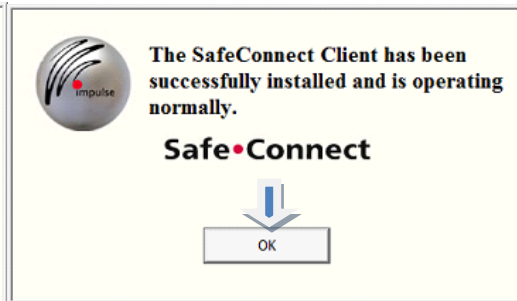 The SafeConnect Client has been
successfully installed and is operating
normally.
impulse
Safe•Connect
OK